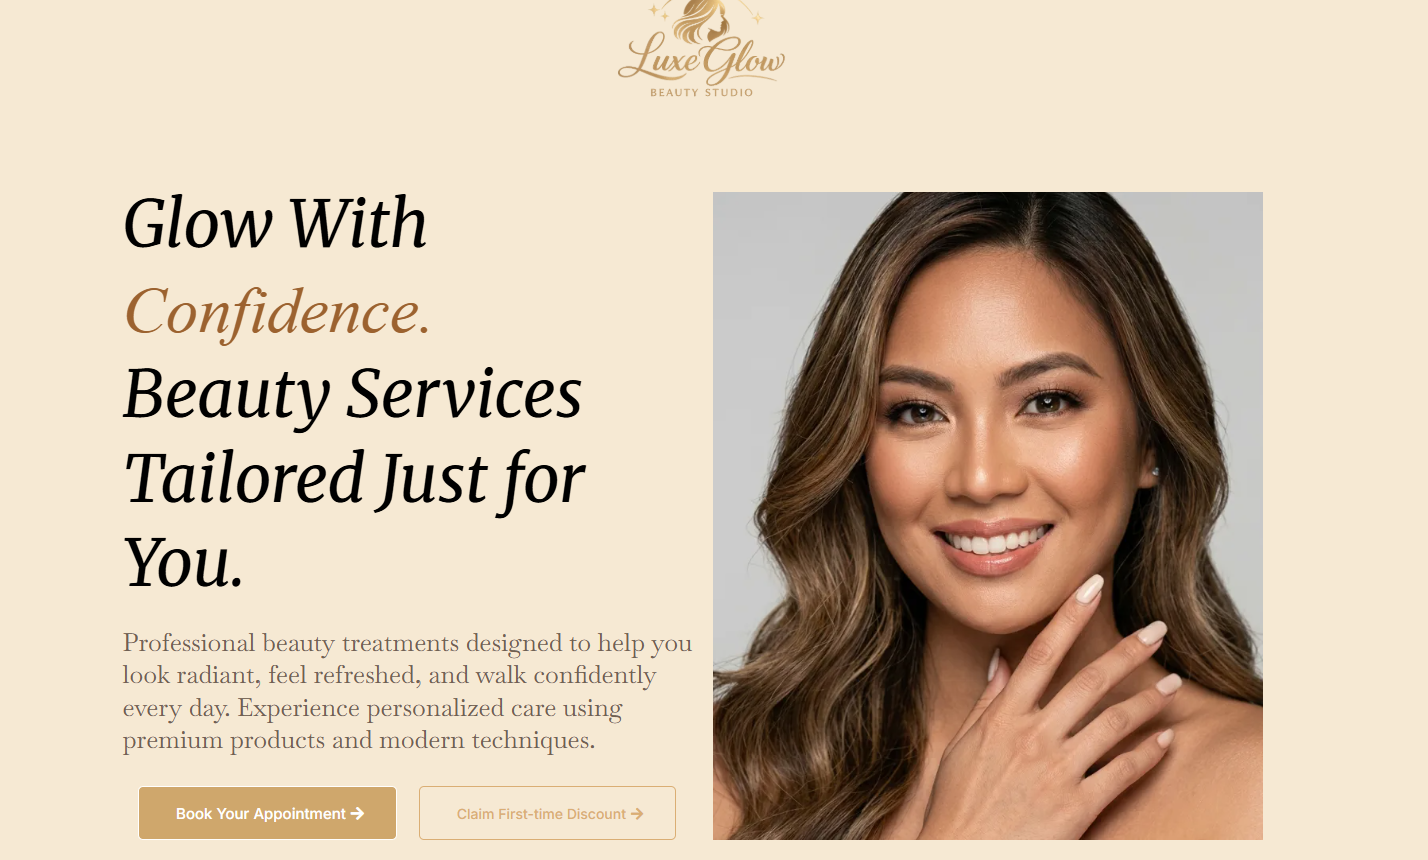 Luxe Glow
BEAUTY STUDIO
Glow With
Confidence.
Beauty Services
Tailored Just for
You.
Professional beauty treatments designed to help you
look radiant, feel refreshed, and walk confidently
every day. Experience personalized care using
premium products and modern techniques.
Book Your Appointment →
Claim First-time Discount →